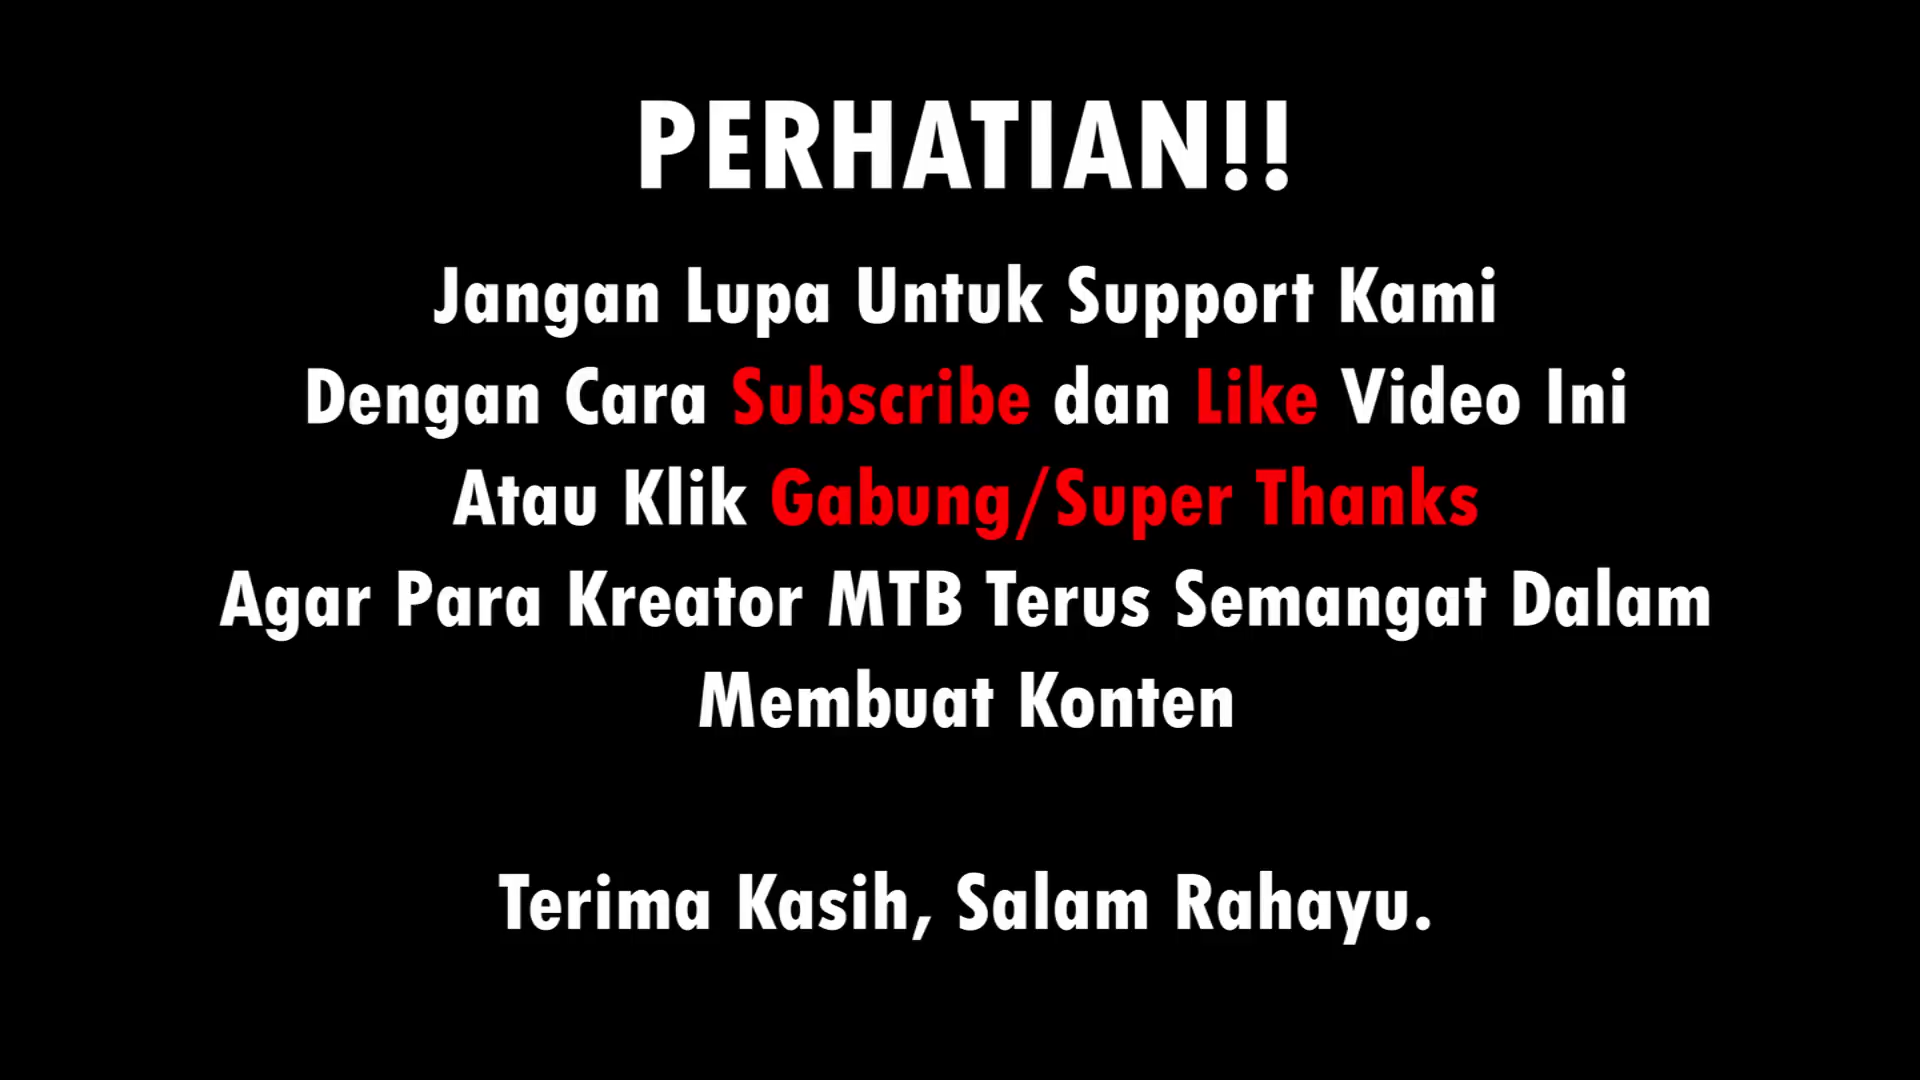 PERHATIAN!!
Jangan Lupa Untuk Support Kami
Dengan Cara Subscribe dan Like Video Ini
Atau Klik Gabung/Super Thanks
Agar Para Kreator MTB Terus Semangat Dalam
Membuat Konten
Terima Kasih, Salam Rahayu.